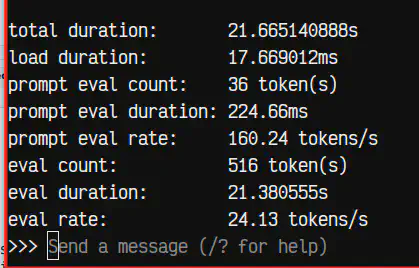 total duration:       21.665140888s
load duration:        17.669012ms
prompt eval count:    36 token(s)
prompt eval duration: 224.66ms
prompt eval rate:     160.24 tokens/s
eval count:           516 token(s)
eval duration:        21.380555s
eval rate:            24.13 tokens/s
>>> Send a message (/? for help)